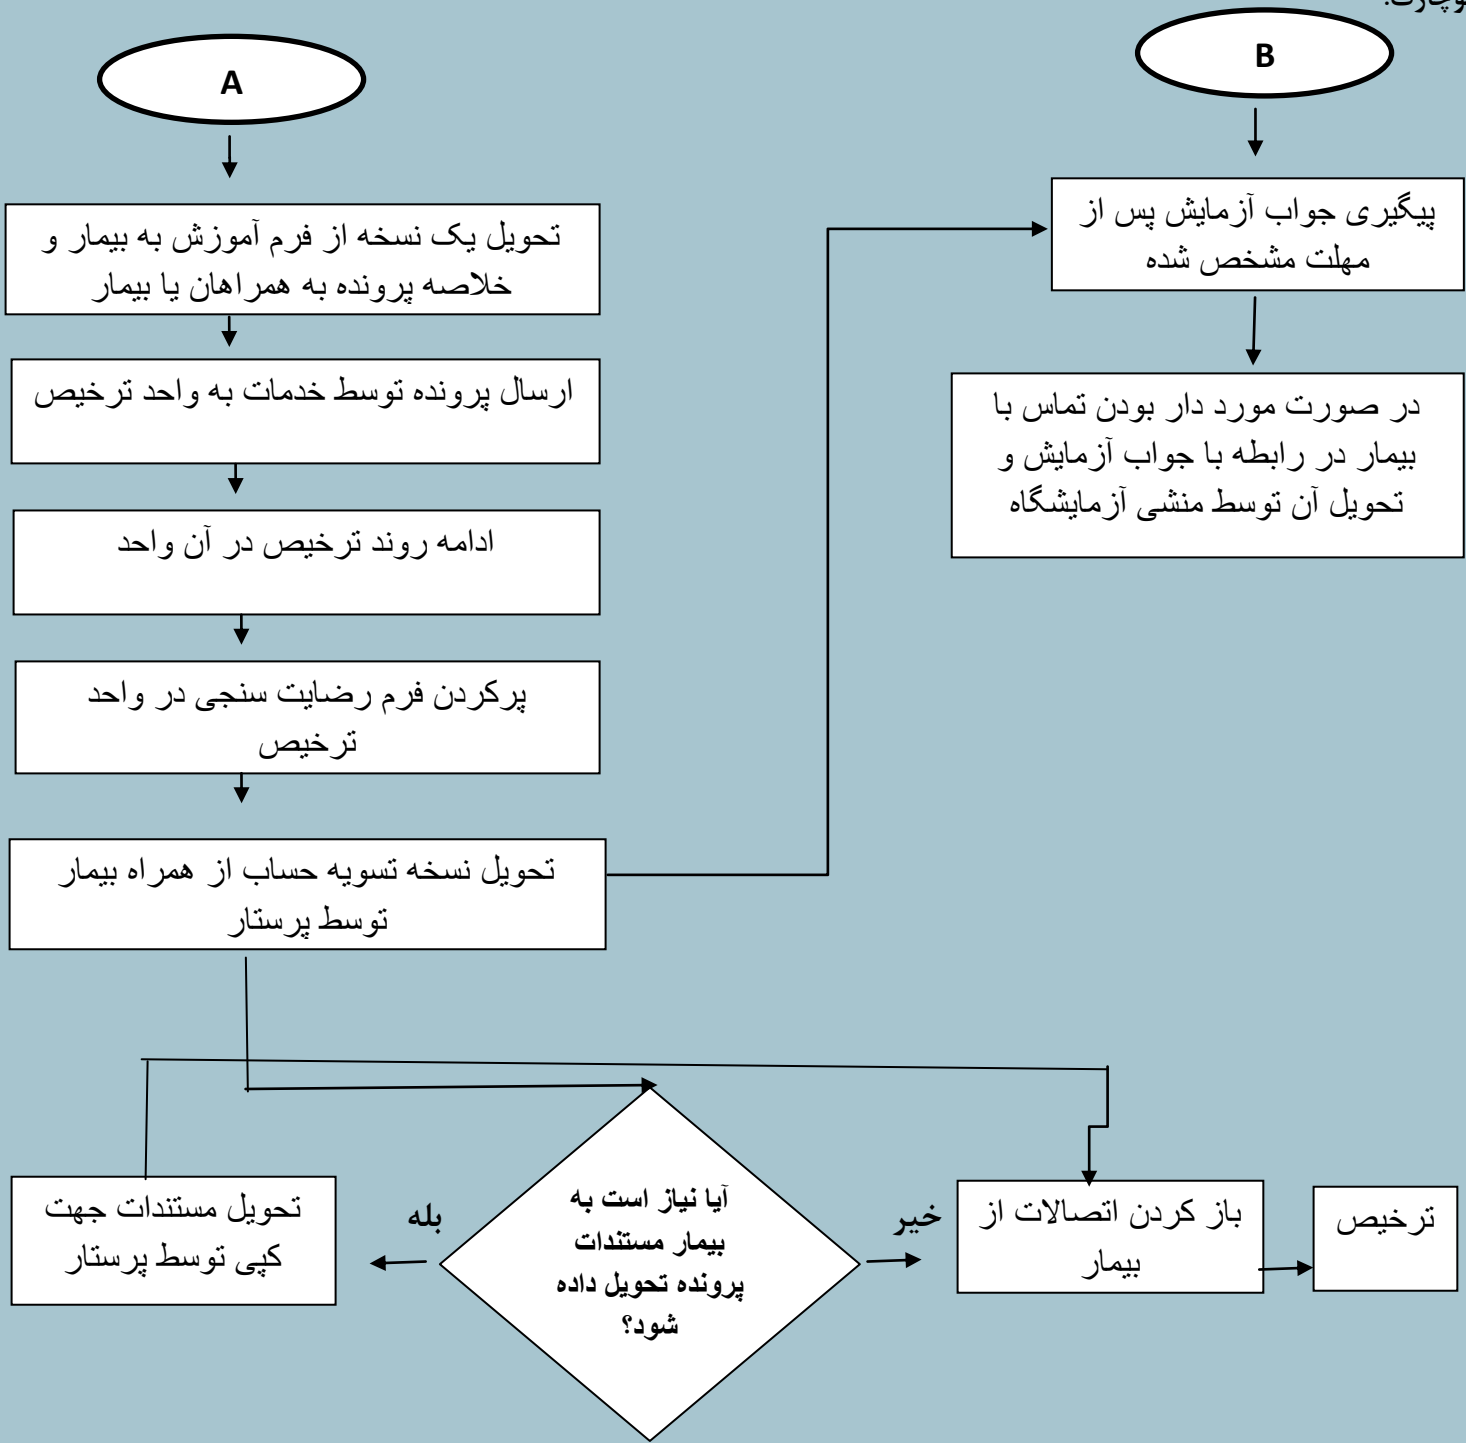 A
تحویل یک نسخه از فرم آموزش به بیمار و
خلاصه پرونده به همراهان یا بیمار
ارسال پرونده توسط خدمات به واحد ترخیص
ادامه روند ترخیص در آن واحد
پرکردن فرم رضایت سنجی در واحد
ترخیص
تحویل نسخه تسویه حساب از همراه بیمار
توسط پرستار
B
پیگیری جواب آزمایش پس از
مهلت مشخص شده
در صورت مورد دار بودن تماس با
بیمار در رابطه با جواب آزمایش و
تحویل آن توسط منشی آزمایشگاه
آیا نیاز است به
بیمار مستندات
پرونده تحویل داده
شود؟
بله
تحویل مستندات جهت
کپی توسط پرستار
خیر
باز کردن اتصالات از
بیمار
ترخیص